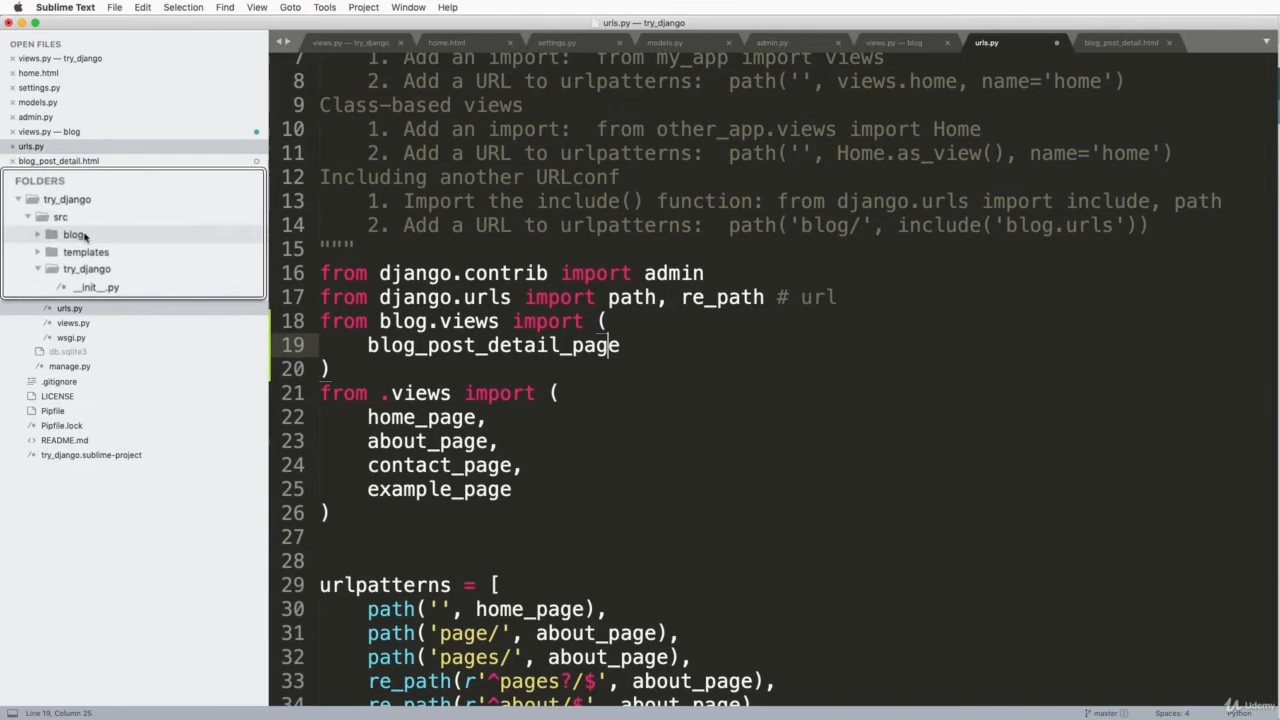 Sublime Text File Edit Selection Find View Goto Tools Project Window Help
urls.py — try_django
OPEN FILES
views.py — try_django
home.html
settings.py
models.py
admin.py
views.py — blog
urls.py
blog_post_detail.html
FOLDERS
try_django
src
blog
templates
try_django
__init__.py
urls.py
views.py
wsgi.py
db.sqlite3
manage.py
.gitignore
LICENSE
Pipfile
Pipfile.lock
README.md
try_django.sublime-project
views.py — try_django home.html settings.py models.py admin.py views.py — blog urls.py blog_post_detail.html
7 1. Add an import: from my_app import views
8 2. Add a URL to urlpatterns: path('', views.home, name='home')
9 Class-based views
10 1. Add an import: from other_app.views import Home
11 2. Add a URL to urlpatterns: path('', Home.as_view(), name='home')
12 Including another URLconf
13 1. Import the include() function: from django.urls import include, path
14 2. Add a URL to urlpatterns: path('blog/', include('blog.urls'))
15 """
16 from django.contrib import admin
17 from django.urls import path, re_path # url
18 from blog.views import (
19 blog_post_detail_page
20 )
21 from .views import (
22 home_page,
23 about_page,
24 contact_page,
25 example_page
26 )
27
28
29 urlpatterns = [
30 path('', home_page),
31 path('page/', about_page),
32 path('pages/', about_page),
33 re_path(r'^pages?/$', about_page),
34 re_path(r'^about/$', about_page),
Line 19, Column 25 master 2 Spaces: 4 Python
Udemy